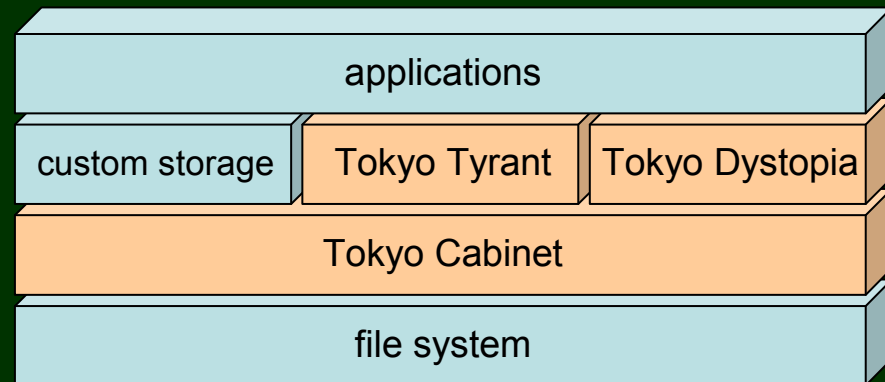 applications
custom storage
Tokyo Tyrant
Tokyo Dystopia
Tokyo Cabinet
file system